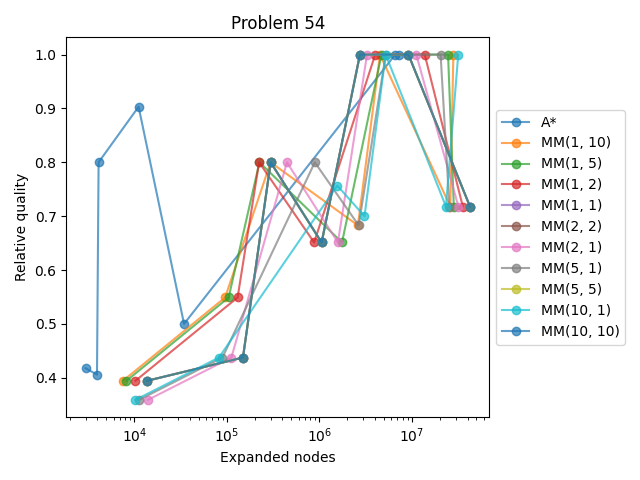 Problem 54
Relative quality
1.0
0.9
0.8
0.7
0.6
0.5
0.4
10^4
10^5
10^6
10^7
Expanded nodes
A*
MM(1, 10)
MM(1, 5)
MM(1, 2)
MM(1, 1)
MM(2, 2)
MM(2, 1)
MM(5, 1)
MM(5, 5)
MM(10, 1)
MM(10, 10)